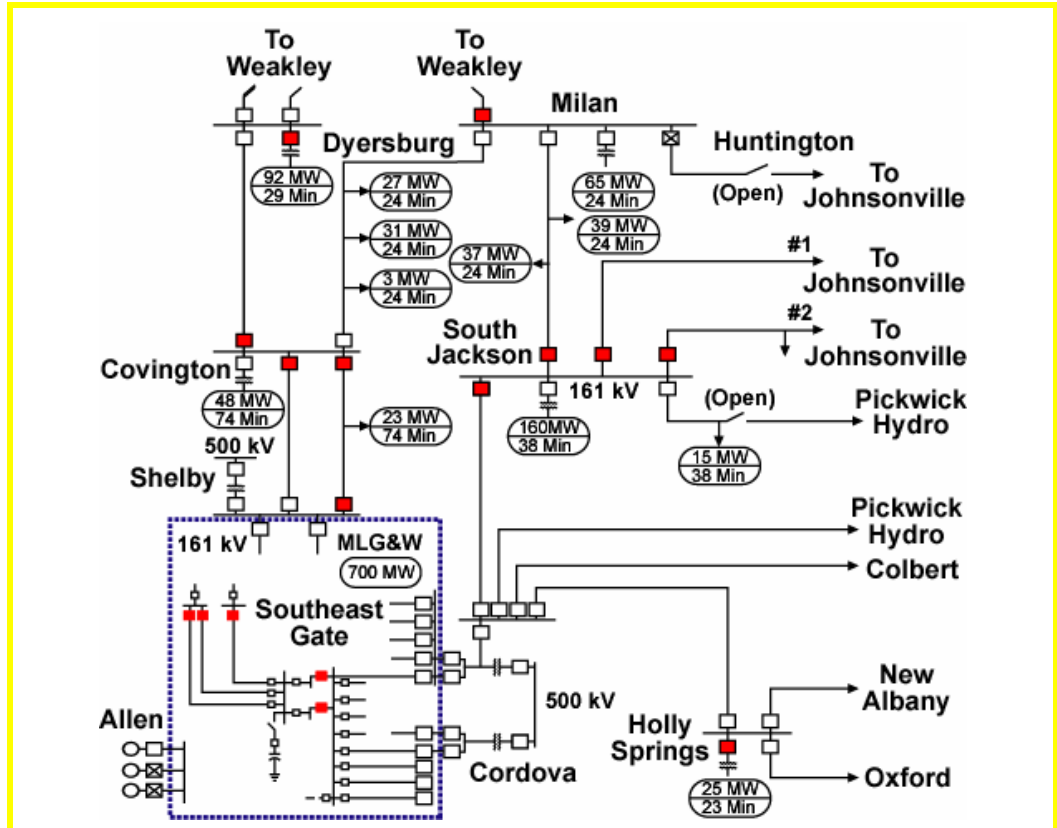 To
Weakley
To
Weakley
Milan
Dyersburg
Huntington
(Open)
To
Johnsonville
92 MW
29 Min
27 MW
24 Min
65 MW
24 Min
31 MW
24 Min
39 MW
24 Min
37 MW
24 Min
3 MW
24 Min
#1
To
Johnsonville
#2
To
Johnsonville
South
Jackson
161 kV
Covington
48 MW
74 Min
23 MW
74 Min
160MW
38 Min
(Open)
Pickwick
Hydro
15 MW
38 Min
500 kV
Shelby
161 kV
MLG&W
700 MW
Pickwick
Hydro
Colbert
Southeast
Gate
500 kV
New
Albany
Allen
Cordova
Holly
Springs
Oxford
25 MW
23 Min